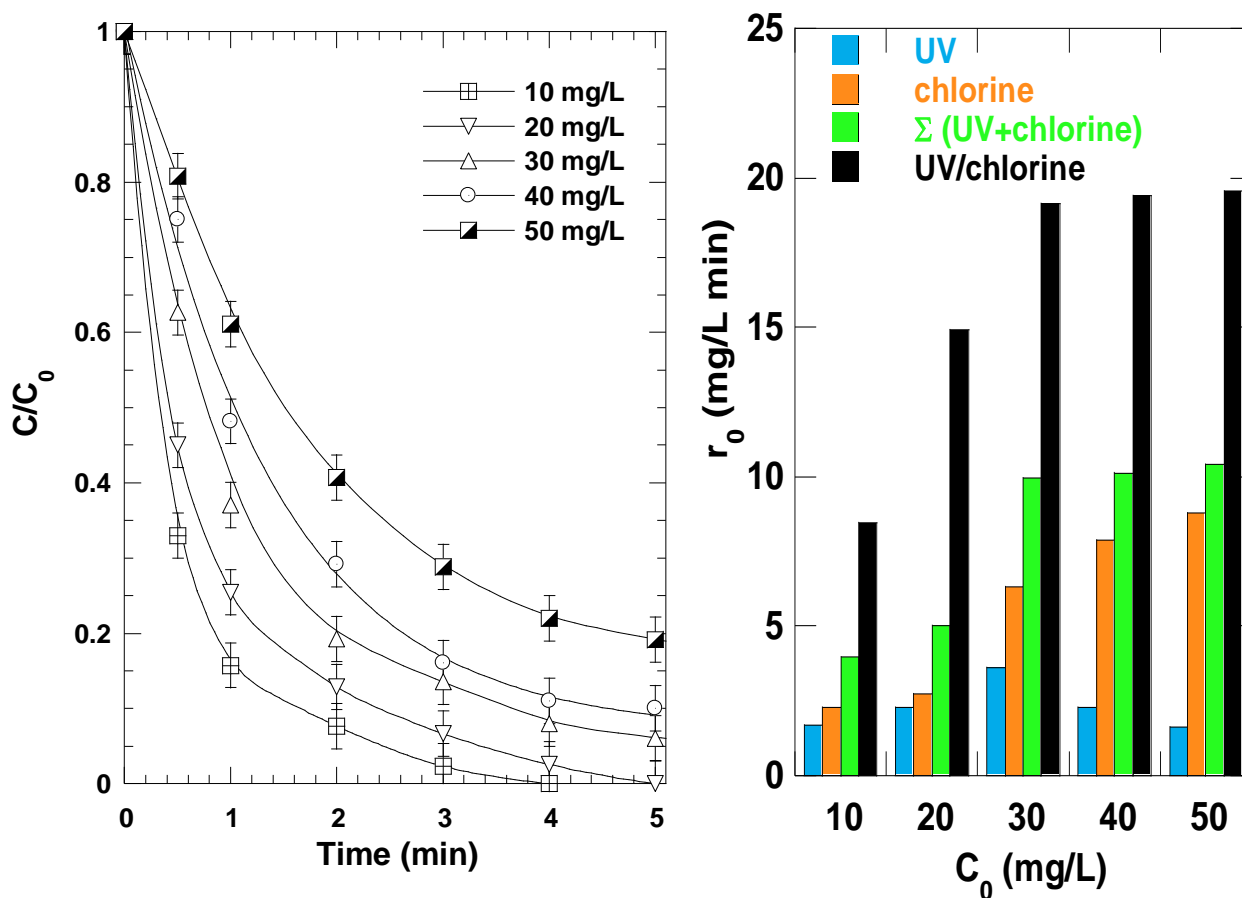 1
0.8
0.6
0.4
0.2
0
C/C0
0 1 2 3 4 5
Time (min)
10 mg/L
20 mg/L
30 mg/L
40 mg/L
50 mg/L
25
20
15
10
5
0
r0 (mg/L min)
UV
chlorine
Σ (UV+chlorine)
UV/chlorine
10 20 30 40 50
C0 (mg/L)